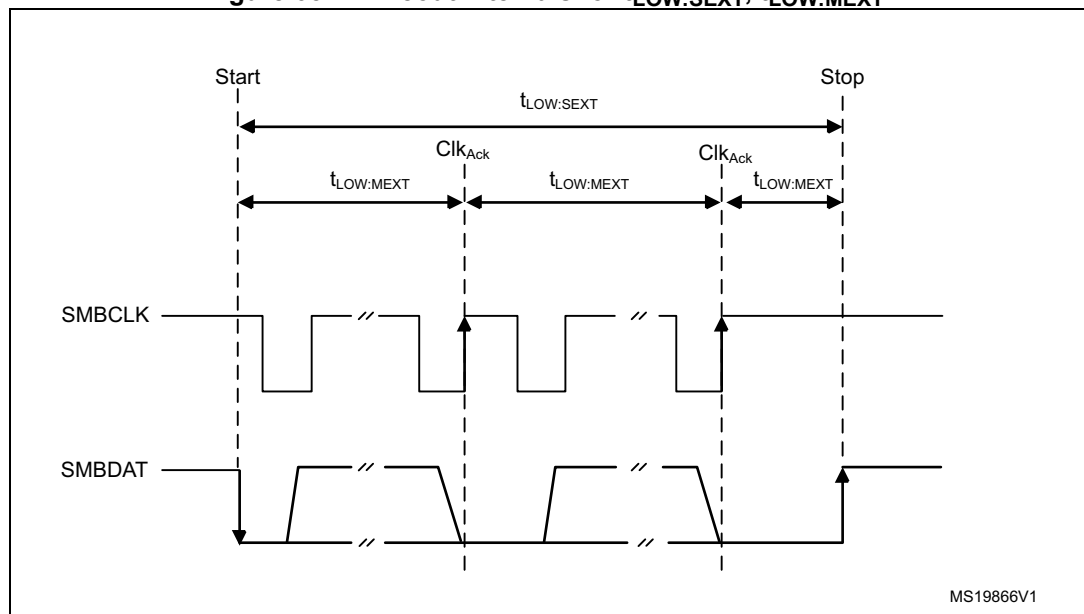 Start Stop
tLOW:SEXT
ClkAck ClkAck
tLOW:MEXT tLOW:MEXT tLOW:MEXT
SMBCLK
SMBDAT
MS19866V1